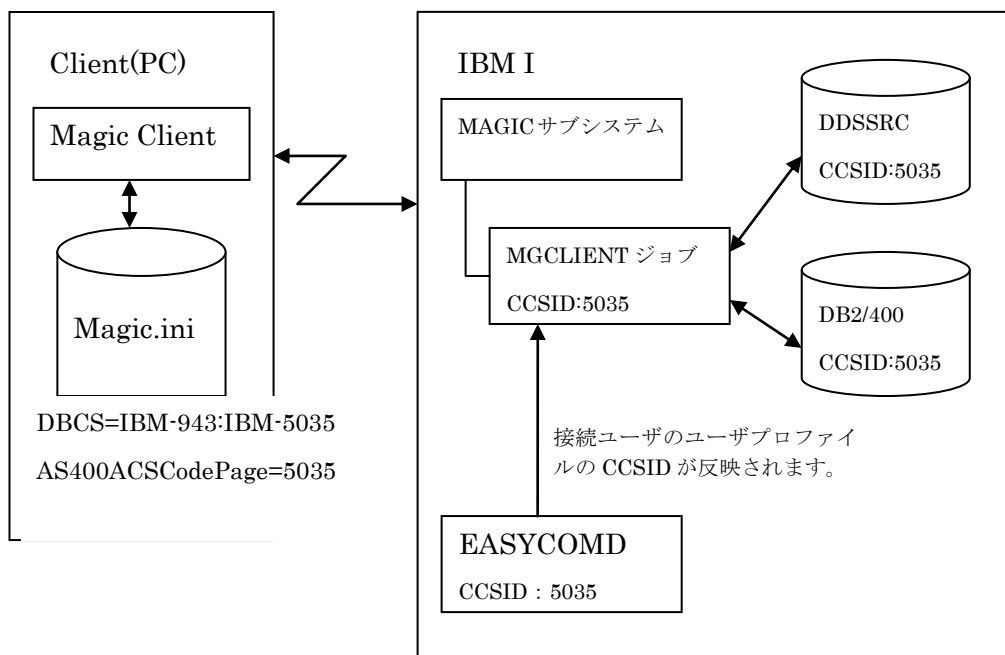 Client(PC)
Magic Client
Magic.ini
DBCS=IBM-943:IBM-5035
AS400ACSCodePage=5035
IBM I
MAGICサブシステム
MGCLIENT ジョブ
CCSID:5035
DDSSRC
CCSID:5035
DB2/400
CCSID:5035
接続ユーザのユーザプロファイ
ルの CCSID が反映されます。
EASYCOMD
CCSID：5035